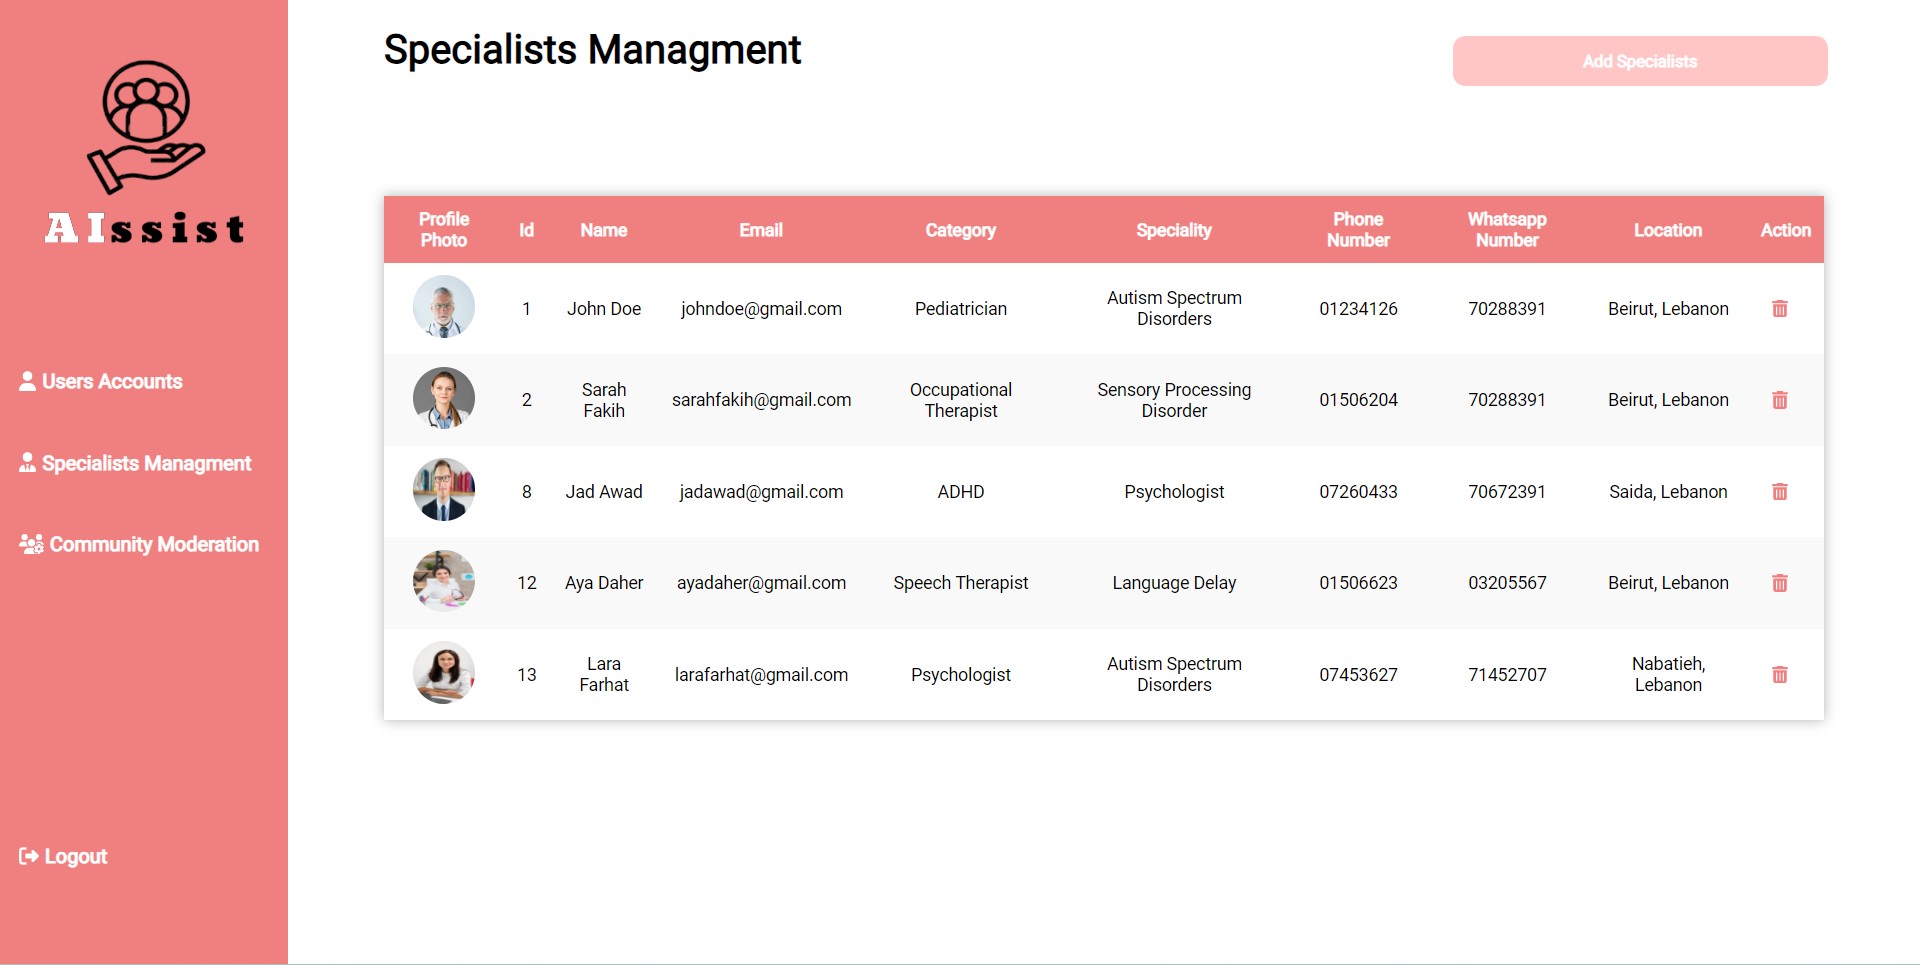 AIssist
Users Accounts
Specialists Managment
Community Moderation
Logout
Specialists Managment
Add Specialists
Profile Photo Id Name Email Category Speciality Phone Number Whatsapp Number Location Action
1 John Doe johndoe@gmail.com Pediatrician Autism Spectrum Disorders 01234126 70288391 Beirut, Lebanon
2 Sarah Fakih sarahfakih@gmail.com Occupational Therapist Sensory Processing Disorder 01506204 70288391 Beirut, Lebanon
8 Jad Awad jadawad@gmail.com ADHD Psychologist 07260433 70672391 Saida, Lebanon
12 Aya Daher ayadaher@gmail.com Speech Therapist Language Delay 01506623 03205567 Beirut, Lebanon
13 Lara Farhat larafarhat@gmail.com Psychologist Autism Spectrum Disorders 07453627 71452707 Nabatieh, Lebanon